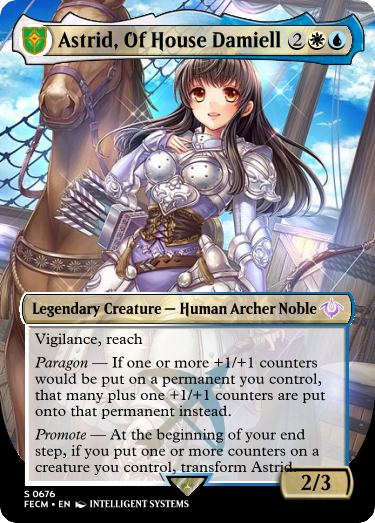 Astrid, Of House Damiell 2
Legendary Creature — Human Archer Noble
Vigilance, reach
Paragon — If one or more +1/+1 counters
would be put on a permanent you control,
that many plus one +1/+1 counters are put
onto that permanent instead.
Promote — At the beginning of your end
step, if you put one or more counters on a
creature you control, transform Astrid.
2/3
S 0676
FECM • EN INTELLIGENT SYSTEMS